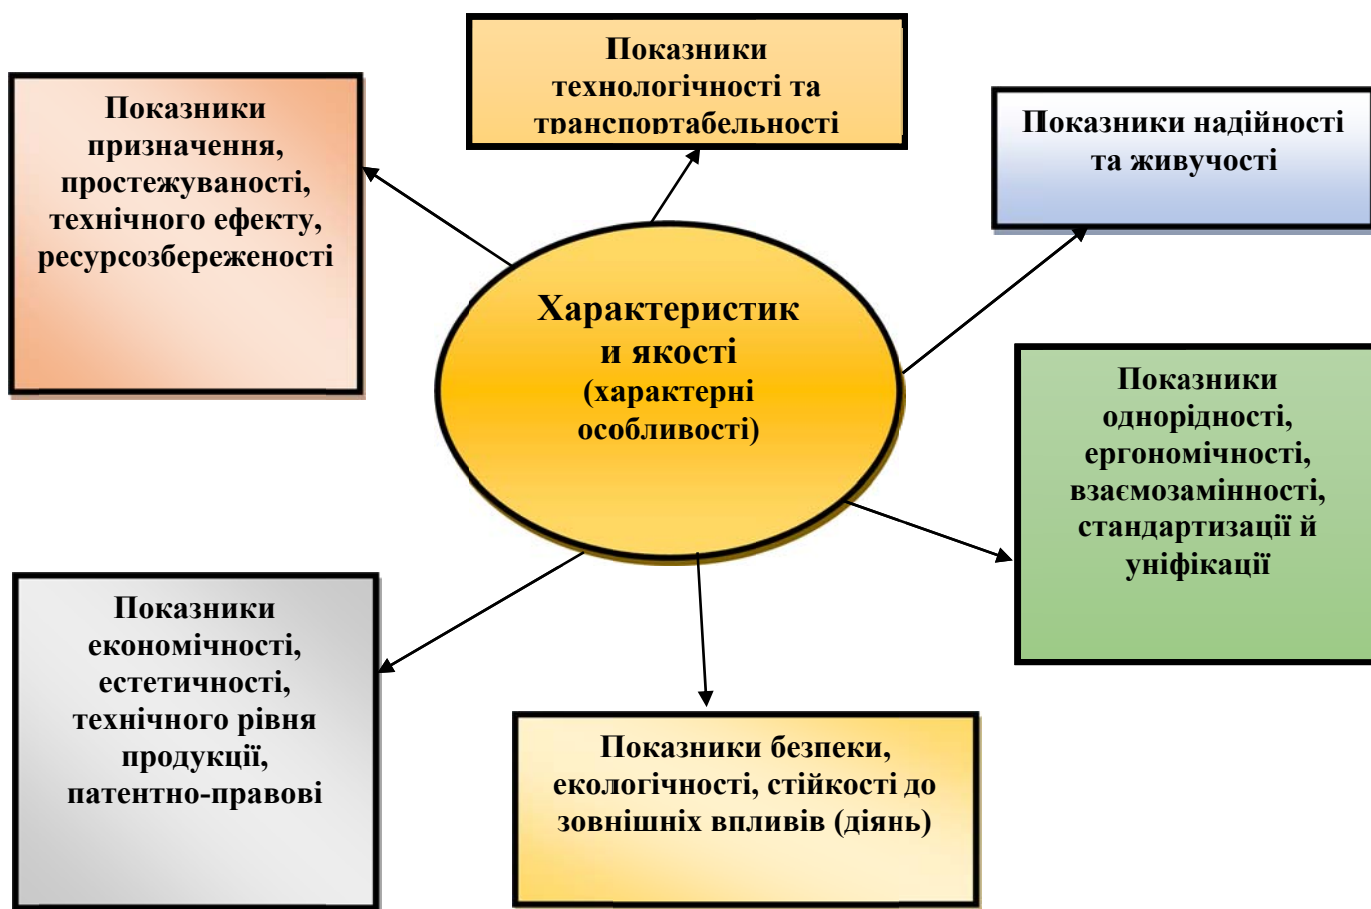 Показники
технологічності та
транспортабельності
Показники
призначення,
простежуваності,
технічного ефекту,
ресурсозбереженості
Показники надійності
та живучості
Характеристик
и якості
(характерні
особливості)
Показники
однорідності,
ергономічності,
взаємозамінності,
стандартизації й
уніфікації
Показники
економічності,
естетичності,
технічного рівня
продукції,
патентно-правові
Показники безпеки,
екологічності, стійкості до
зовнішніх впливів (діянь)